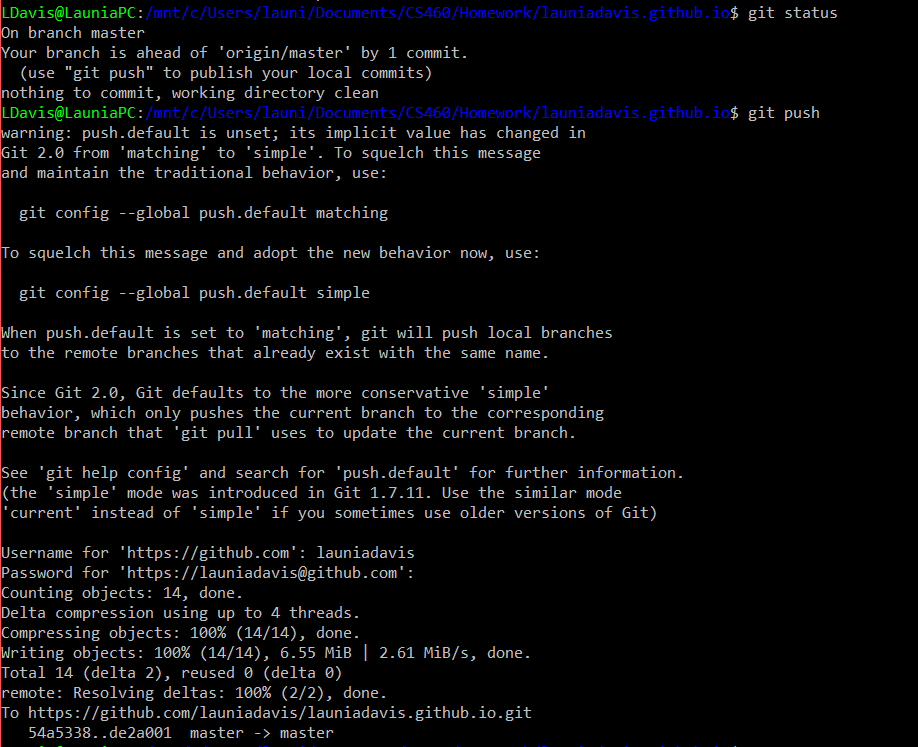 LDavis@LauniaPC:/mnt/c/Users/launi/Documents/CS460/Homework/launiadavis.github.io$ git status
On branch master
Your branch is ahead of 'origin/master' by 1 commit.
  (use "git push" to publish your local commits)
nothing to commit, working directory clean
LDavis@LauniaPC:/mnt/c/Users/launi/Documents/CS460/Homework/launiadavis.github.io$ git push
warning: push.default is unset; its implicit value has changed in
Git 2.0 from 'matching' to 'simple'. To squelch this message
and maintain the traditional behavior, use:

  git config --global push.default matching

To squelch this message and adopt the new behavior now, use:

  git config --global push.default simple

When push.default is set to 'matching', git will push local branches
to the remote branches that already exist with the same name.

Since Git 2.0, Git defaults to the more conservative 'simple'
behavior, which only pushes the current branch to the corresponding
remote branch that 'git pull' uses to update the current branch.

See 'git help config' and search for 'push.default' for further information.
(the 'simple' mode was introduced in Git 1.7.11. Use the similar mode
'current' instead of 'simple' if you sometimes use older versions of Git)

Username for 'https://github.com': launiadavis
Password for 'https://launiadavis@github.com':
Counting objects: 14, done.
Delta compression using up to 4 threads.
Compressing objects: 100% (14/14), done.
Writing objects: 100% (14/14), 6.55 MiB | 2.61 MiB/s, done.
Total 14 (delta 2), reused 0 (delta 0)
remote: Resolving deltas: 100% (2/2), done.
To https://github.com/launiadavis/launiadavis.github.io.git
   54a5338..de2a001  master -> master